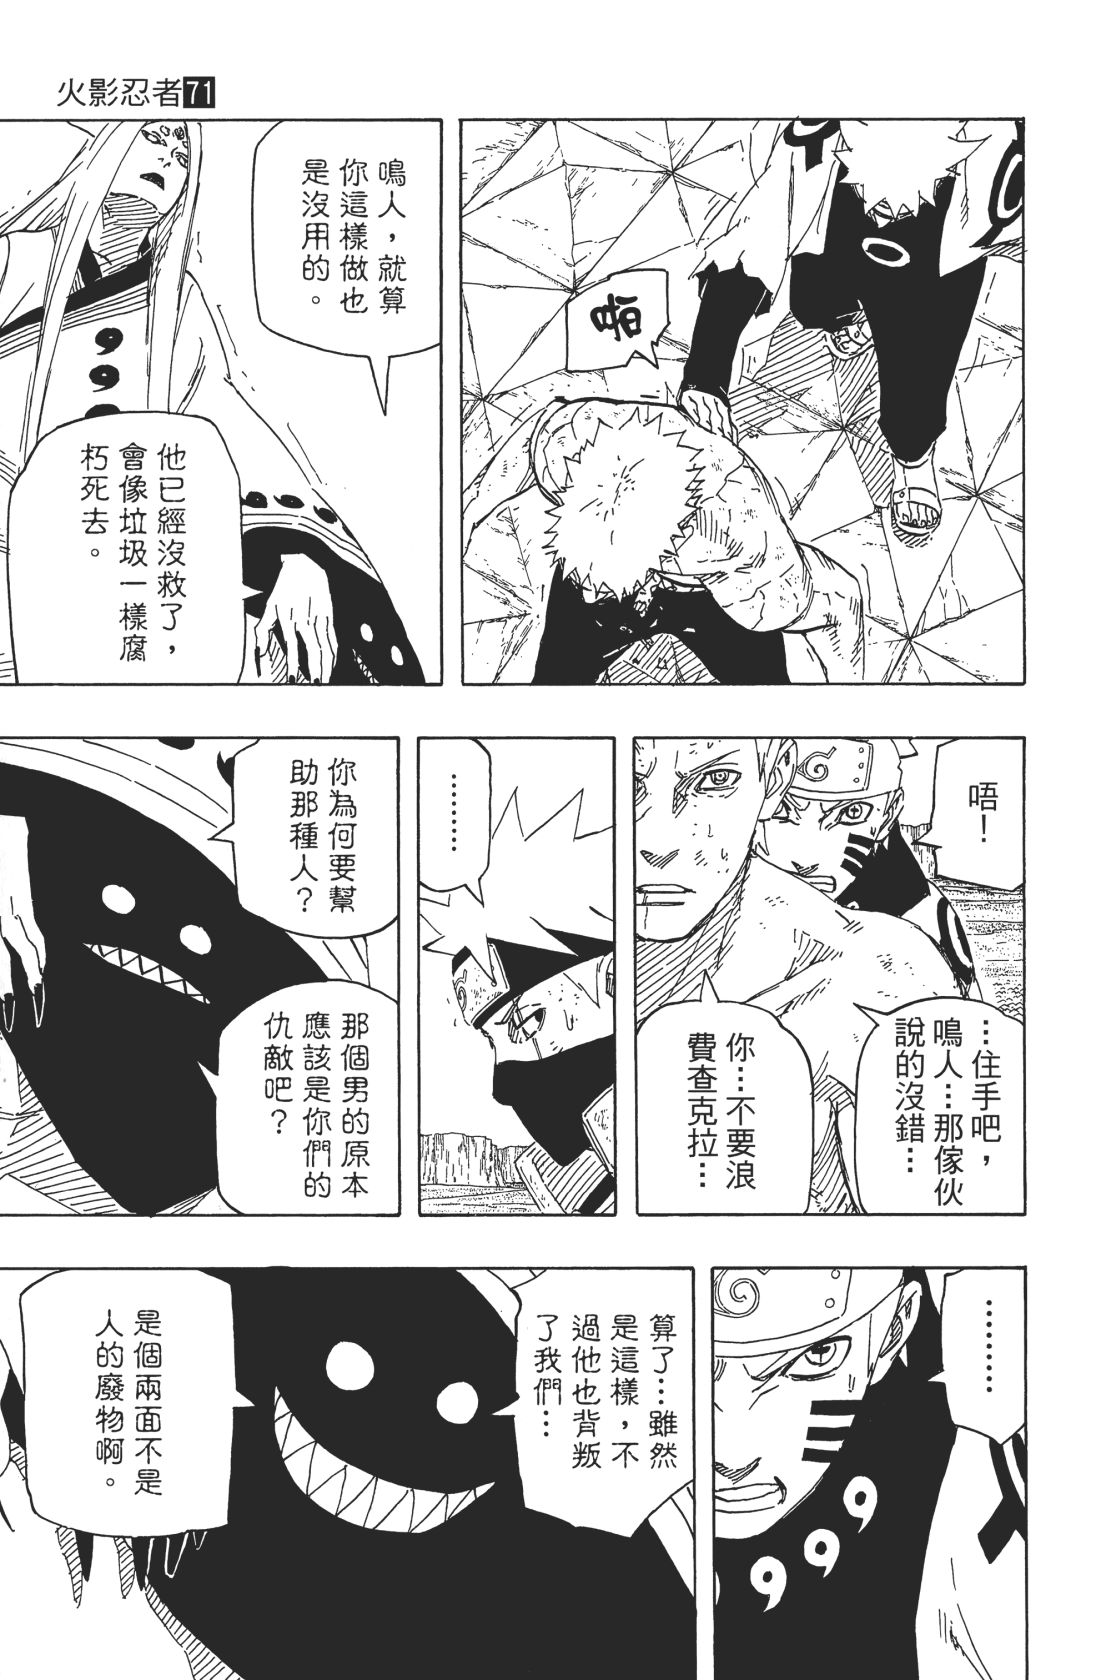 火影忍者71
唔
鳴人，就算
你這樣做也
是沒用的。
他已經沒救了，
會像垃圾一樣腐
朽死去。
唔！
…住手吧，
鳴人…那傢伙
說的沒錯…
你…不要浪
費查克拉…
………
你為何要幫
助那種人？
那個男的原本
應該是你們的
仇敵吧？
………
算了…雖然
是這樣，不
過他也背叛
了我們…
是個兩面不是
人的廢物啊。